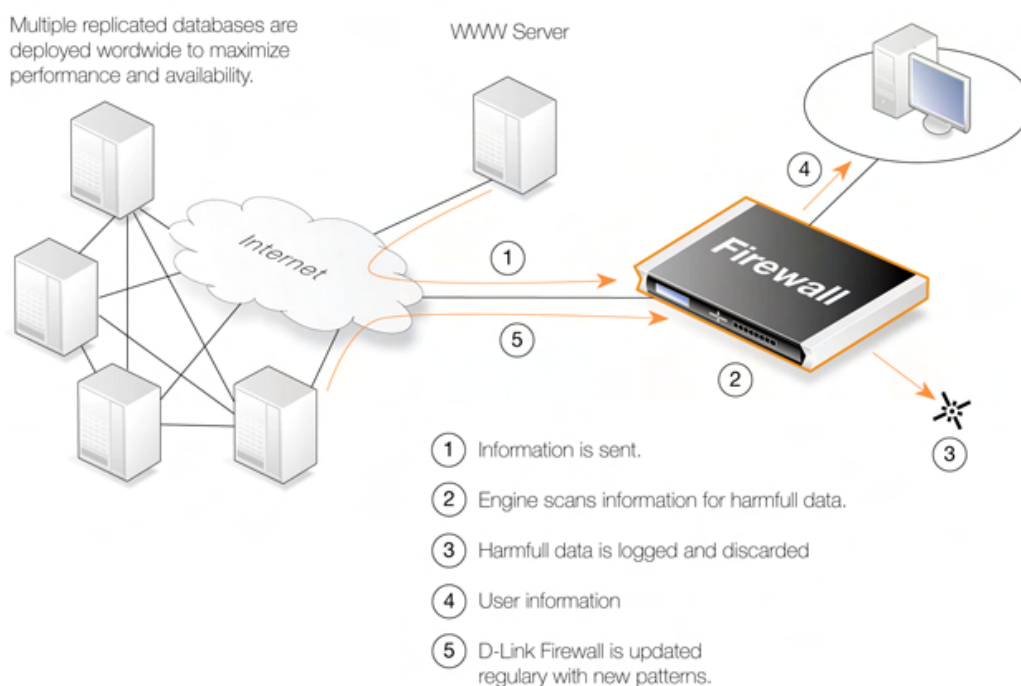 Multiple replicated databases are
deployed wordwide to maximize
performance and availability.
WWW Server
Internet
Firewall
1
5
4
2
3
1 Information is sent.
2 Engine scans information for harmfull data.
3 Harmfull data is logged and discarded
4 User information
5 D-Link Firewall is updated
regulary with new patterns.